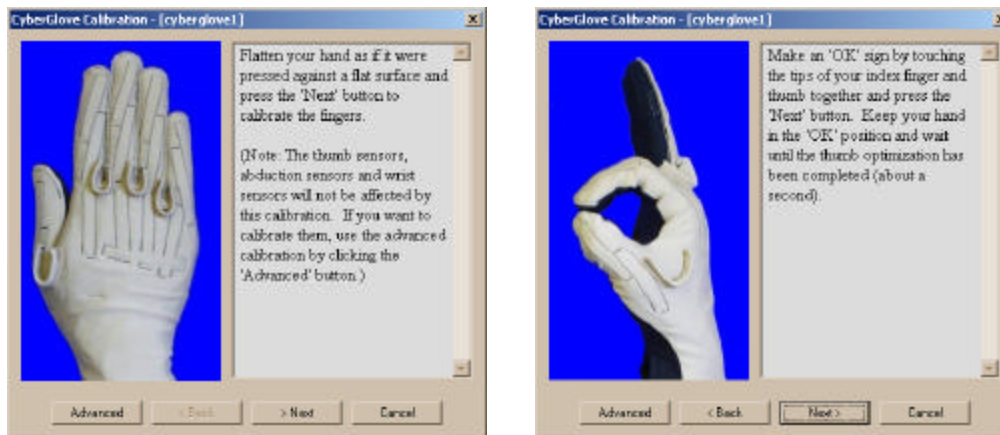 CyberGlove Calibration - [cyberglove1]
Flatten your hand as if it were
pressed against a flat surface and
press the 'Next' button to
calibrate the fingers.
(Note: The thumb sensors,
abduction sensors and wrist
sensors will not be affected by
this calibration. If you want to
calibrate them, use the advanced
calibration by clicking the
'Advanced' button.)
Advanced
< Back
> Next
Cancel
CyberGlove Calibration - [cyberglove1]
Make an 'OK' sign by touching
the tips of your index finger and
thumb together and press the
'Next' button. Keep your hand
in the 'OK' position and wait
until the thumb optimization has
been completed (about a
second).
Advanced
< Back
Next >
Cancel